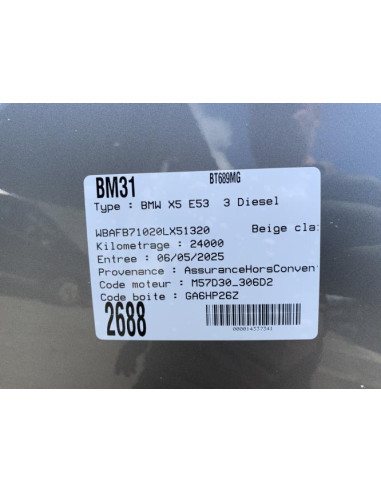 BM31 BT689MG
Type : BMW X5 E53 3 Diesel
WBAFB71020LX51320 Beige cla
Kilometrage : 24000
Entree : 06/05/2025
Provenance : AssuranceHorsConven
Code moteur : M57D30_306D2
Code boite : GA6HP26Z
2688